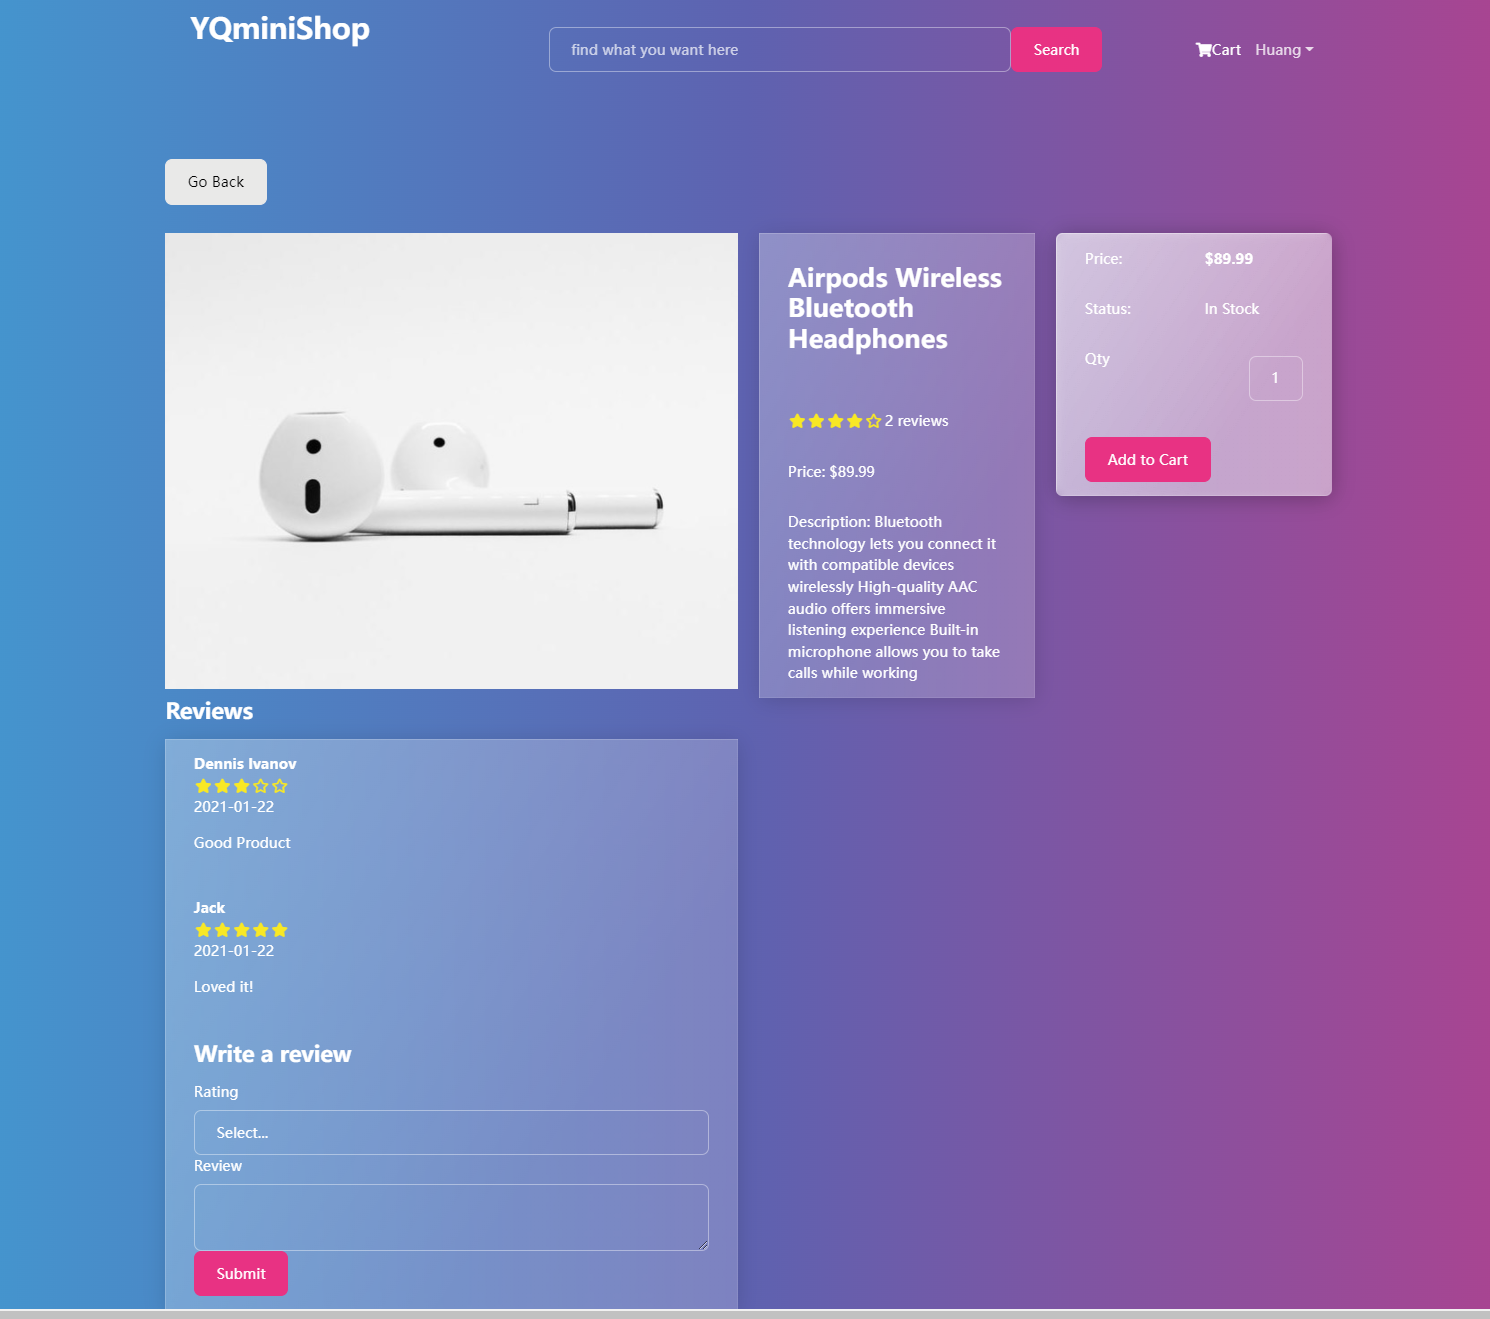 YQminiShop
find what you want here
Search
Cart
Huang
Go Back
Airpods Wireless
Bluetooth
Headphones
2 reviews
Price: $89.99
Description: Bluetooth
technology lets you connect it
with compatible devices
wirelessly High-quality AAC
audio offers immersive
listening experience Built-in
microphone allows you to take
calls while working
Price: $89.99
Status: In Stock
Qty 1
Add to Cart
Reviews
Dennis Ivanov
2021-01-22
Good Product
Jack
2021-01-22
Loved it!
Write a review
Rating
Select...
Review
Submit